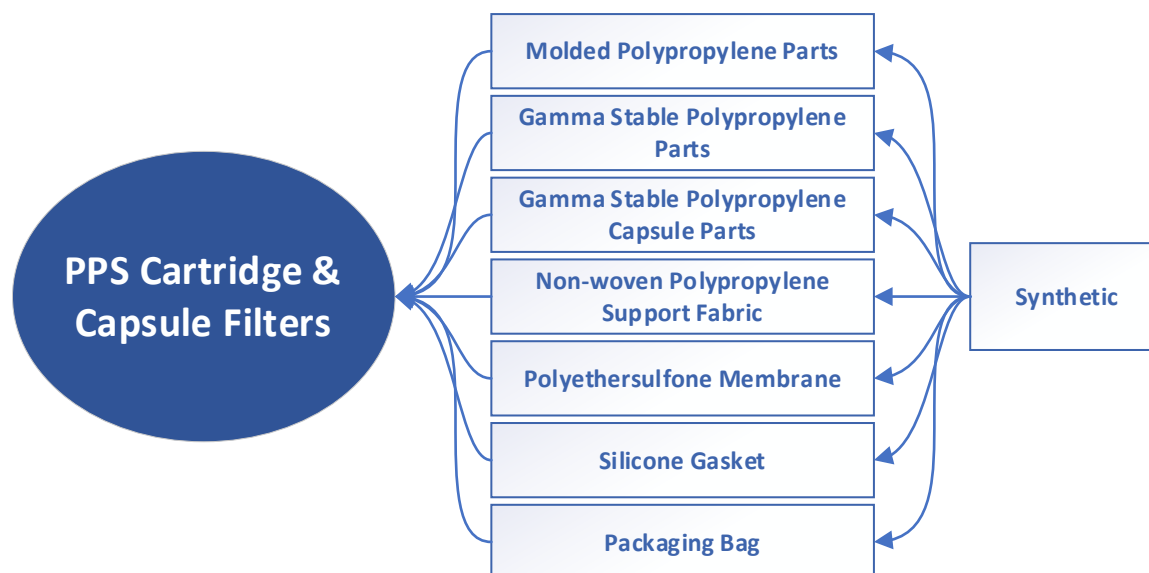 PPS Cartridge &
Capsule Filters
Molded Polypropylene Parts
Gamma Stable Polypropylene
Parts
Gamma Stable Polypropylene
Capsule Parts
Non-woven Polypropylene
Support Fabric
Polyethersulfone Membrane
Silicone Gasket
Packaging Bag
Synthetic